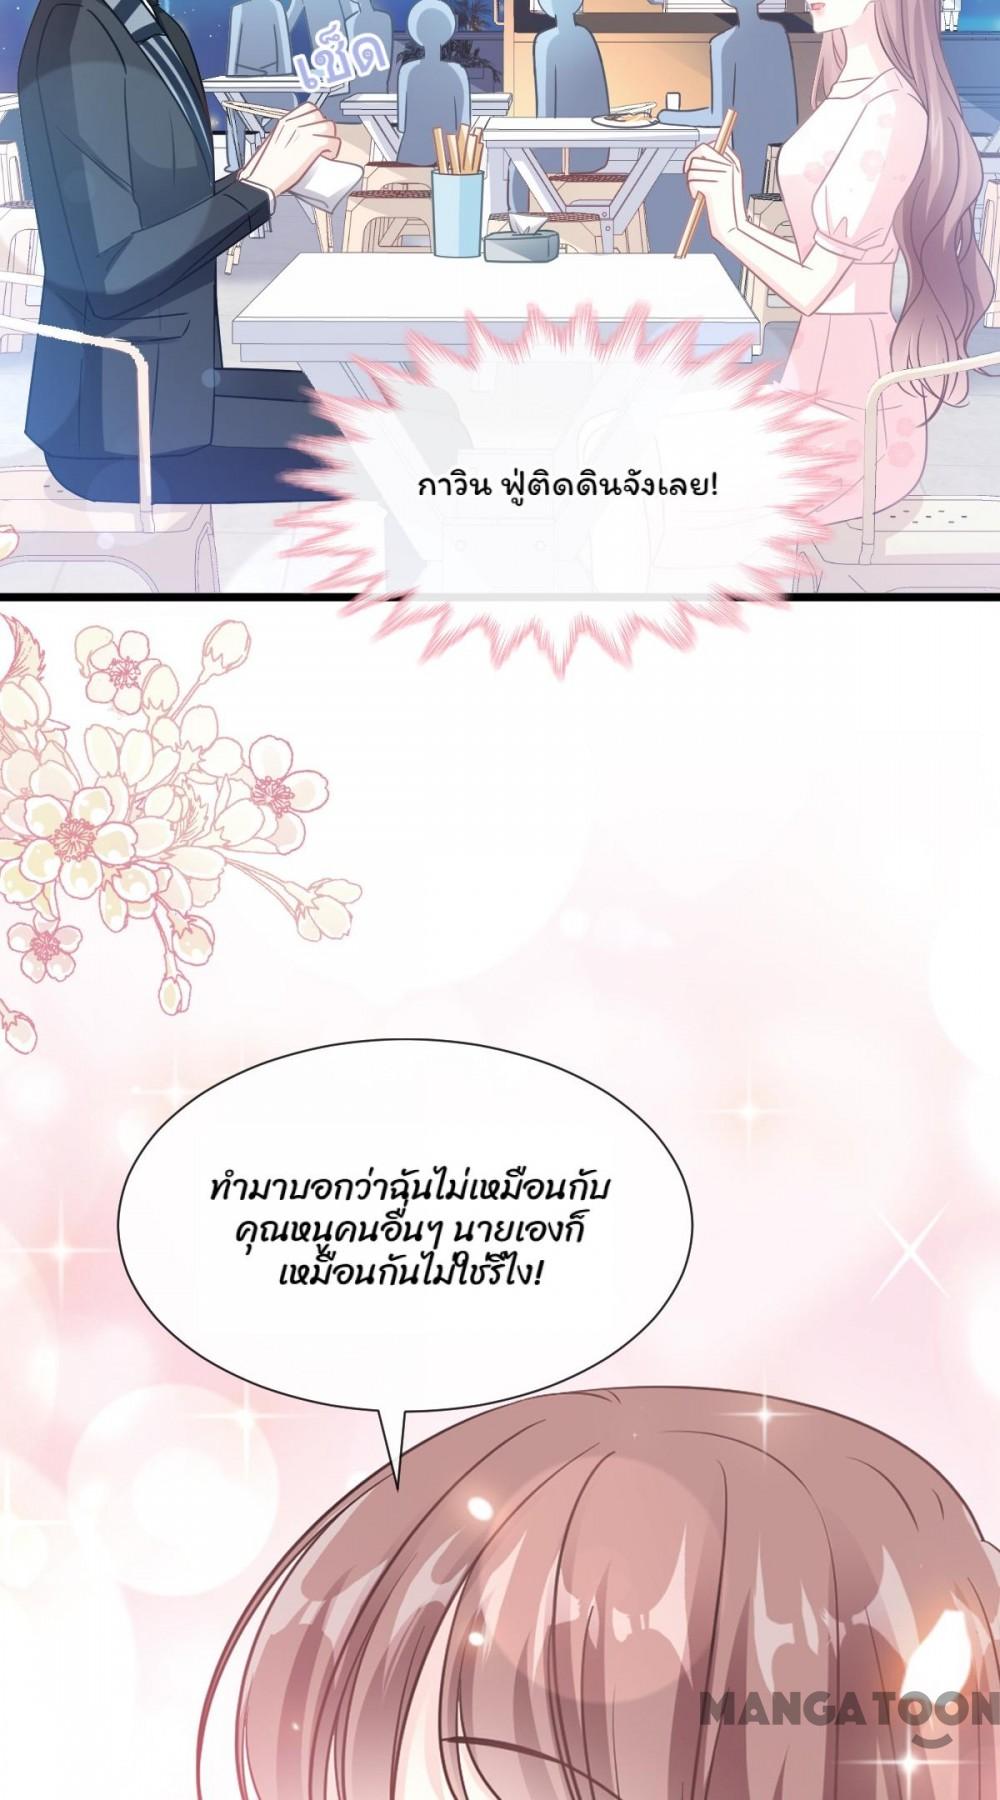 เช็ด
กาวิน ฟู่ติดดินจังเลย!
ทำมาบอกว่าฉันไม่เหมือนกับ
คุณหนูคนอื่นๆ นายเองก็
เหมือนกันไม่ใช่รึไง!
MANGATOON